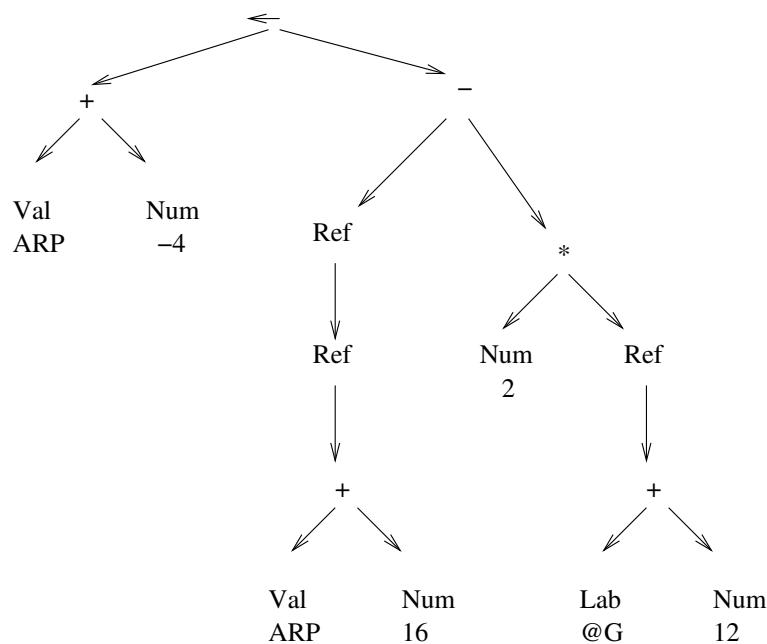 ←
+ −
Val Num
ARP −4
Ref
*
Ref Num Ref
2
+ +
Val Num Lab Num
ARP 16 @G 12